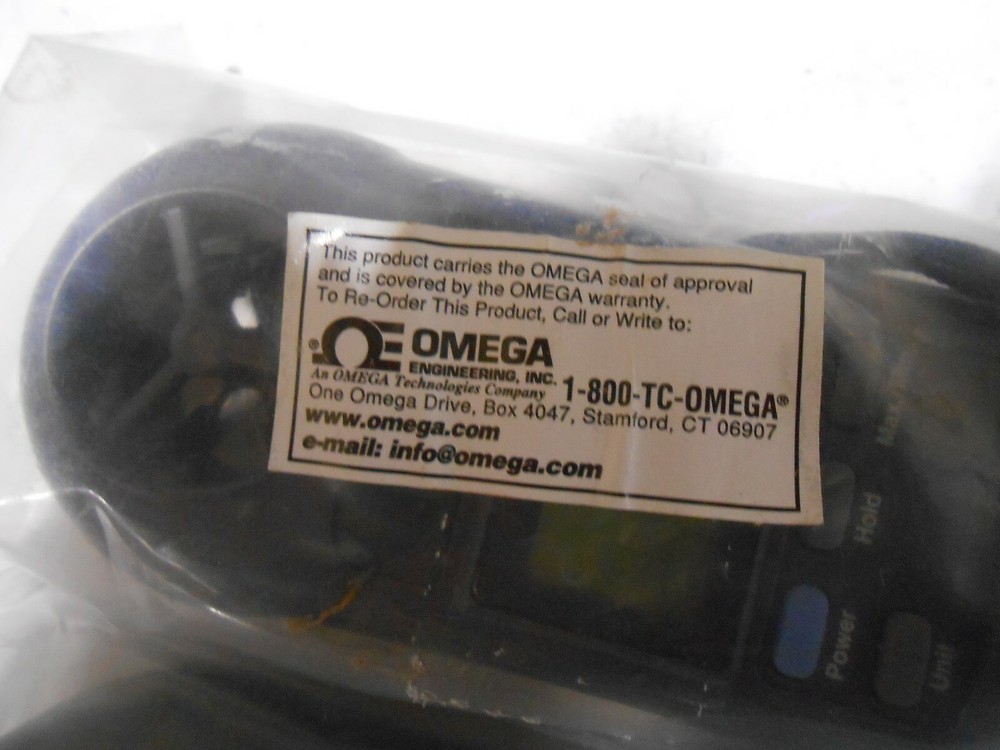 This product carries the OMEGA seal of approval
and is covered by the OMEGA warranty.
To Re-Order This Product, Call or Write to:
® ΩE OMEGA
ENGINEERING, INC.
An OMEGA Technologies Company 1-800-TC-OMEGA®
One Omega Drive, Box 4047, Stamford, CT 06907
www.omega.com
e-mail: info@omega.com
Hold
Power
Unit